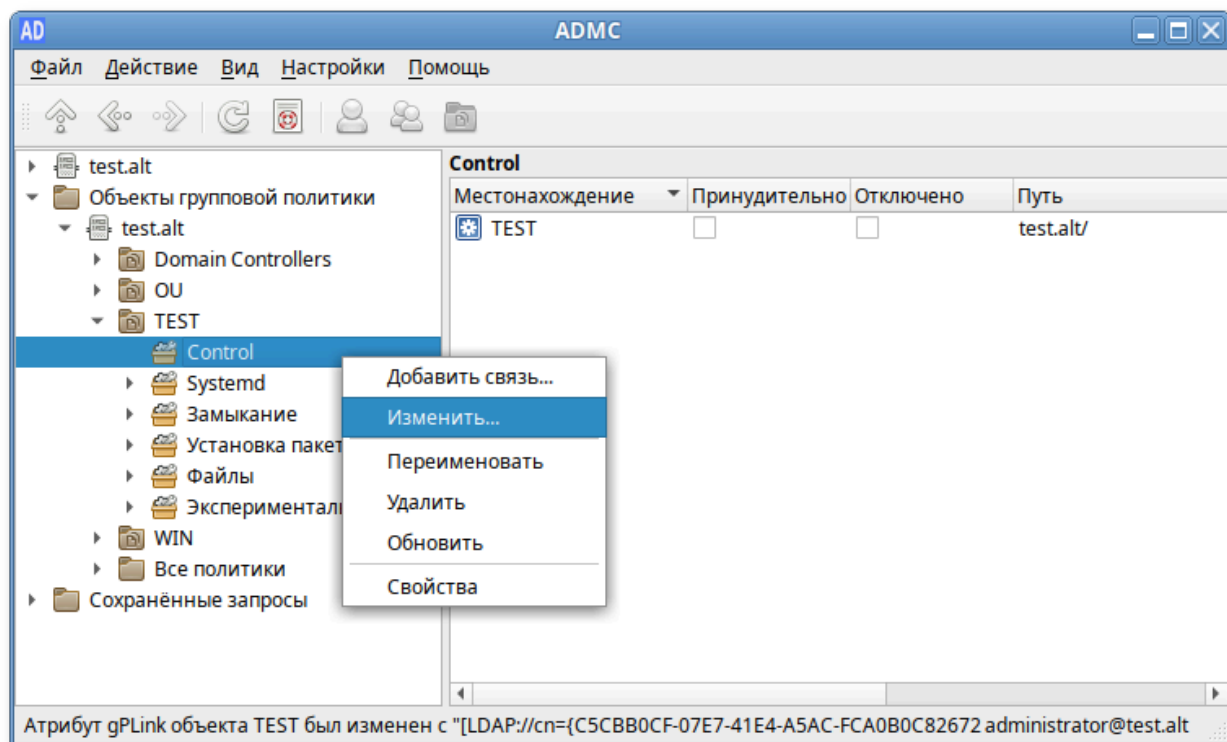 AD ADMC
Файл Действие Вид Настройки Помощь
test.alt
Объекты групповой политики
test.alt
Domain Controllers
OU
TEST
Control
Systemd
Замыкание
Установка пакет
Файлы
Эксперименталь
WIN
Все политики
Сохранённые запросы
Control
Местонахождение Принудительно Отключено Путь
TEST test.alt/
Добавить связь...
Изменить...
Переименовать
Удалить
Обновить
Свойства
Атрибут gPLink объекта TEST был изменен с "[LDAP://cn={C5CBB0CF-07E7-41E4-A5AC-FCA0B0C82672 administrator@test.alt